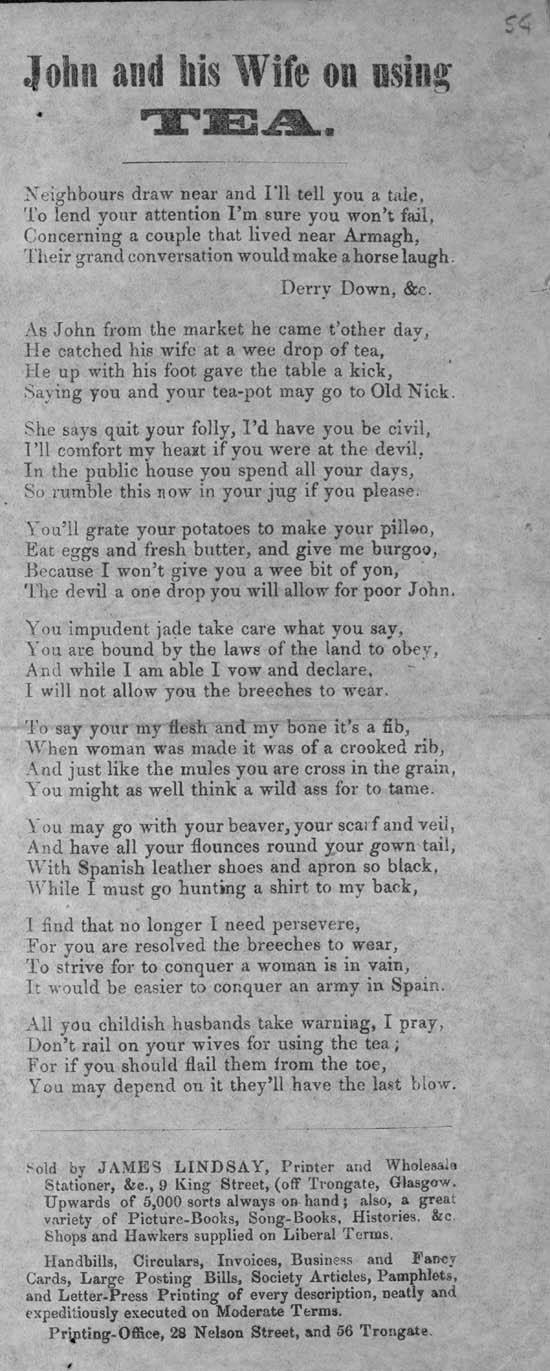 54
John and his Wife on using
TEA.
Neighbours draw near and I'll tell you a tale,
To lend your attention I'm sure you won't fail,
Concerning a couple that lived near Armagh,
Their grand conversation would make a horse laugh.
Derry Down, &c.
As John from the market he came t'other day,
He catched his wife at a wee drop of tea,
He up with his foot gave the table a kick,
Saying you and your tea-pot may go to Old Nick.
She says quit your folly, I'd have you be civil,
I'll comfort my heart if you were at the devil,
In the public house you spend all your days,
So rumble this now in your jug if you please.
You'll grate your potatoes to make your pilloo,
Eat eggs and fresh butter, and give me burgoo,
Because I won't give you a wee bit of yon,
The devil a one drop you will allow for poor John.
You impudent jade take care what you say,
You are bound by the laws of the land to obey,
And while I am able I vow and declare,
I will not allow you the breeches to wear.
To say your my flesh and my bone it's a fib,
When woman was made it was of a crooked rib,
And just like the mules you are cross in the grain,
You might as well think a wild ass for to tame.
You may go with your beaver, your scarf and veil,
And have all your flounces round your gown tail,
With Spanish leather shoes and apron so black,
While I must go hunting a shirt to my back,
I find that no longer I need persevere,
For you are resolved the breeches to wear,
To strive for to conquer a woman is in vain,
It would be easier to conquer an army in Spain.
All you childish husbands take warning, I pray,
Don't rail on your wives for using the tea ;
For if you should flail them from the toe,
You may depend on it they'll have the last blow.
Sold by JAMES LINDSAY, Printer and Wholesale
Stationer, &c., 9 King Street, (off Trongate, Glasgow.
Upwards of 5,000 sorts always on hand ; also, a great
variety of Picture-Books, Song-Books, Histories. &c
Shops and Hawkers supplied on Liberal Terms.
Handbills, Circulars, Invoices, Business and Fancy
Cards, Large Posting Bills, Society Articles, Pamphlets,
and Letter-Press Printing of every description, neatly and
expeditiously executed on Moderate Terms.
Printing-Office, 28 Nelson Street, and 56 Trongate.